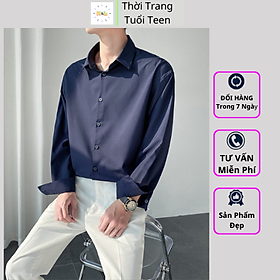 Thời Trang
Tuổi Teen
ĐỔI HÀNG
Trong 7 Ngày
TƯ VẤN
Miễn Phí
Sản Phẩm
Đẹp